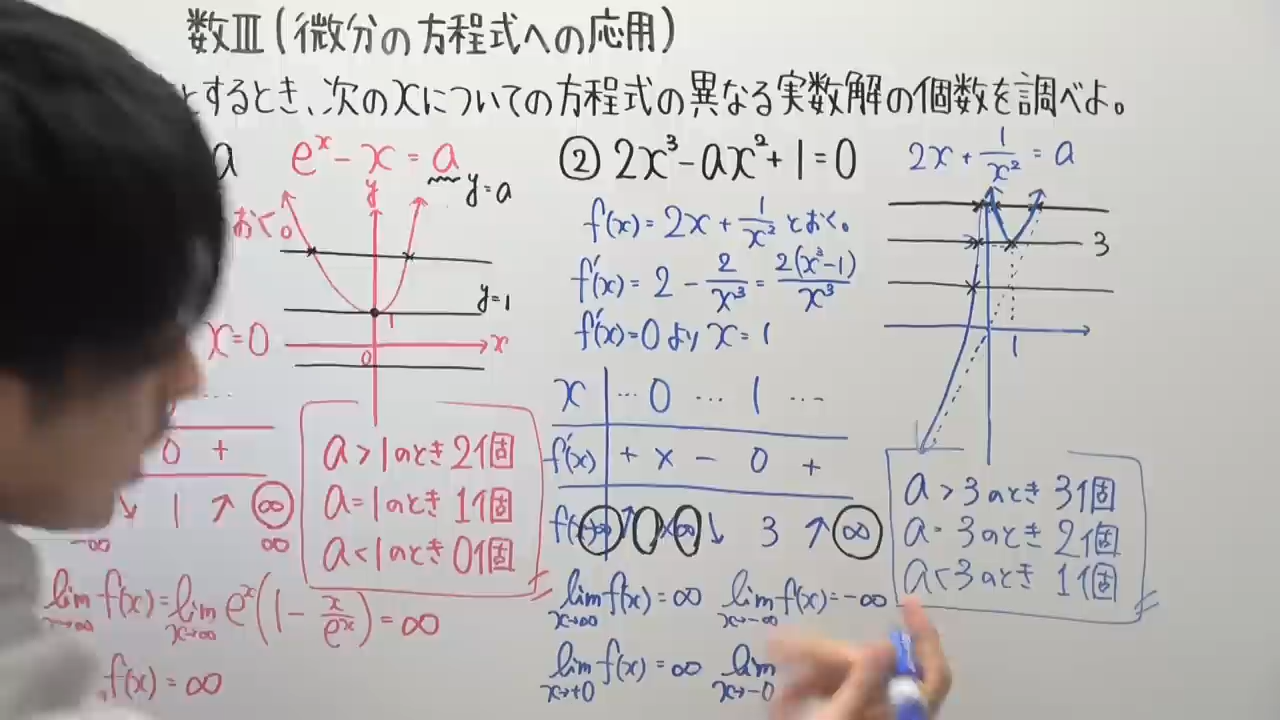 数Ⅲ(微分の方程式への応用)
とするとき、次のxについての方程式の異なる実数解の個数を調べよ。
a e^x - x = a
y y=a
おく。
y=1
1
x=0
0 x
0 +
↘ 1 ↗ ∞
-∞ ∞
a>1のとき2個
a=1のとき1個
a<1のとき0個
lim x→∞ f(x) = lim x→∞ e^x(1 - x/e^x) = ∞
f(x) = ∞
② 2x³ - ax² + 1 = 0
f(x) = 2x + 1/x² とおく。
f'(x) = 2 - 2/x³ = 2(x³-1)/x³
f'(x)=0より x=1
x … 0 … 1 …
f'(x) + × - 0 +
f(x) ↗ ∞ ↘ 3 ↗ ∞
lim x→∞ f(x) = ∞ lim x→-∞ f(x) = -∞
lim x→+0 f(x) = ∞ lim x→-0
2x + 1/x² = a
3
1
a>3のとき3個
a=3のとき2個
a<3のとき1個